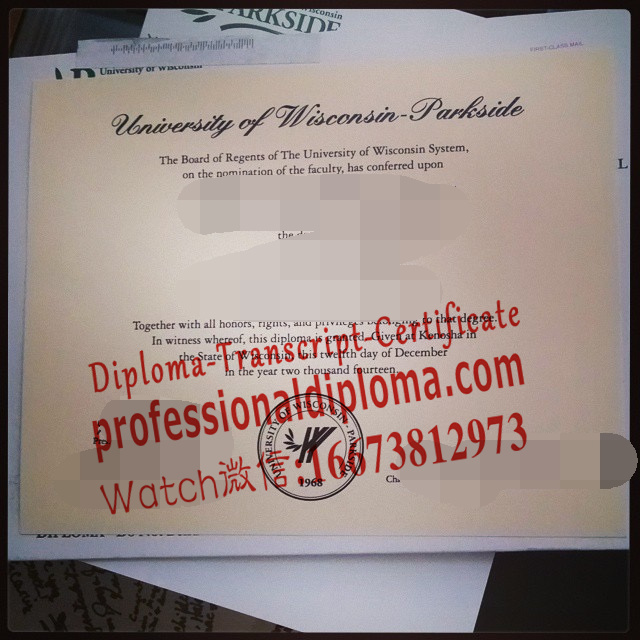 Wisconsin
PARKSIDE
University of Wisconsin
FIRST-CLASS MAIL
University of Wisconsin-Parkside
The Board of Regents of The University of Wisconsin System,
on the nomination of the faculty, has conferred upon
the
Together with all honors, rights, and privileges belonging to that degree.
In witness whereof, this diploma is granted. Given at Kenosha in
the State of Wisconsin, this twelfth day of December
in the year two thousand fourteen.
Diploma-Transcript-Certificate
professionaldiploma.com
Watch微信:16673812973
UNIVERSITY OF WISCONSIN · PARKSIDE
1968